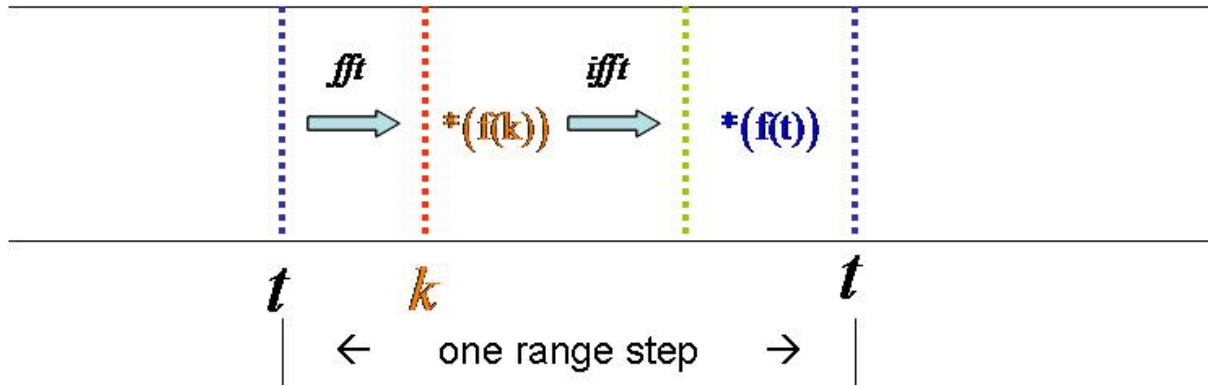 fft ifft
*(f(k)) *(f(t))
t k t
← one range step →